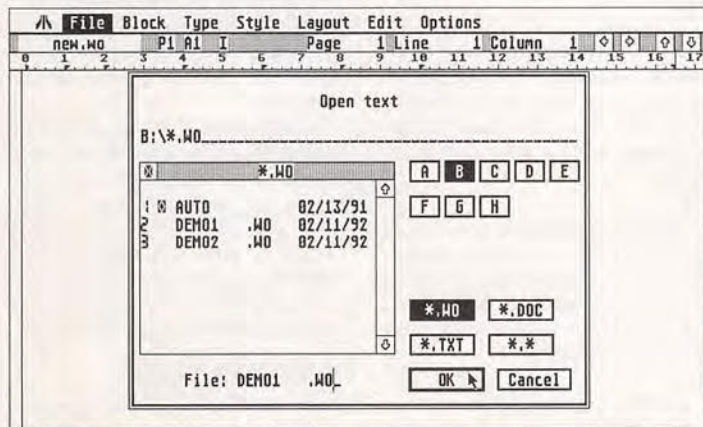 File Block Type Style Layout Edit Options
new.wo P1 A1 I Page 1 Line 1 Column 1
0 1 2 3 4 5 6 7 8 9 10 11 12 13 14 15 16 17
Open text
B:\*.WO
*.WO
A B C D E
F G H
1 AUTO 02/13/91
2 DEMO1 .WO 02/11/92
3 DEMO2 .WO 02/11/92
*.WO *.DOC
*.TXT *.*
File: DEMO1 .WO
OK Cancel